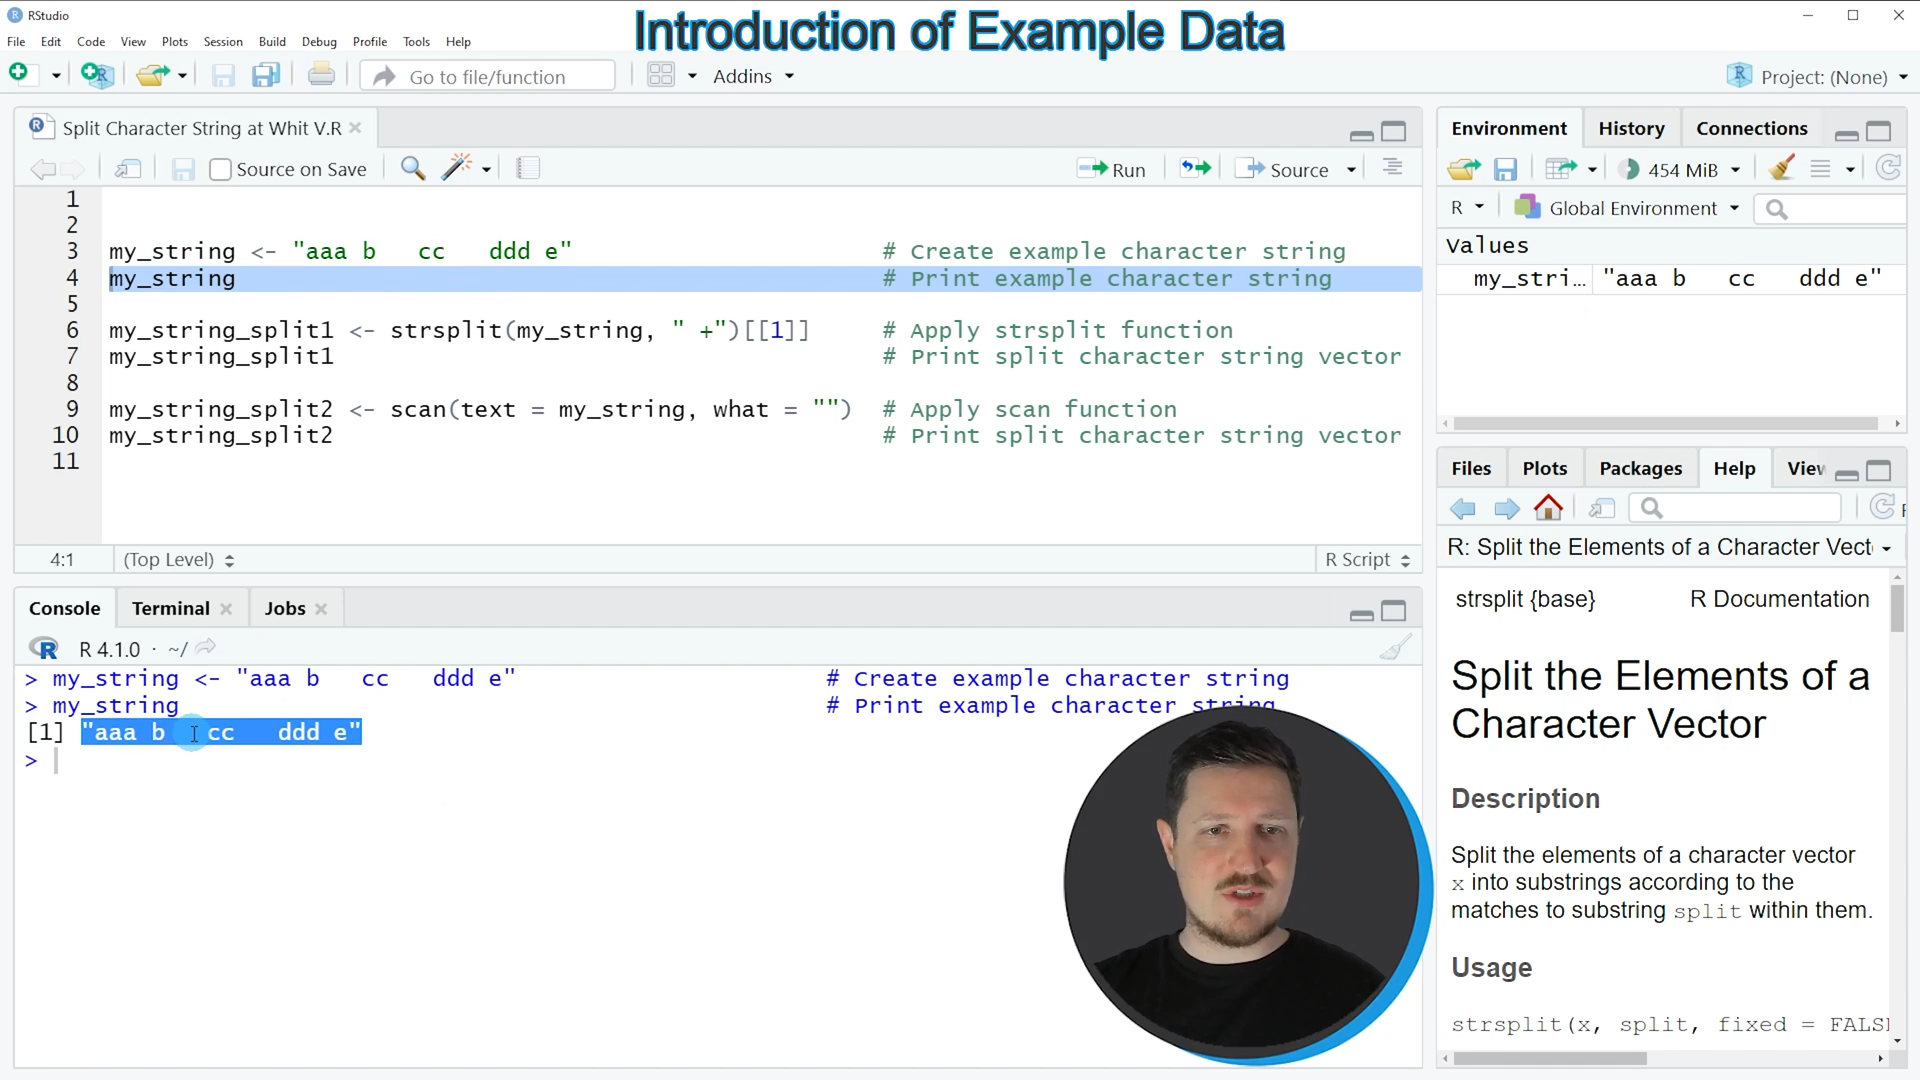 RStudio
Introduction of Example Data
File Edit Code View Plots Session Build Debug Profile Tools Help
Go to file/function Addins Project: (None)
Split Character String at Whit V.R
Source on Save Run Source
1
2
3 my_string <- "aaa b   cc    ddd e" # Create example character string
4 my_string # Print example character string
5
6 my_string_split1 <- strsplit(my_string, " +")[[1]] # Apply strsplit function
7 my_string_split1 # Print split character string vector
8
9 my_string_split2 <- scan(text = my_string, what = "") # Apply scan function
10 my_string_split2 # Print split character string vector
11
4:1 (Top Level) R Script
Console Terminal Jobs
R 4.1.0 · ~/
> my_string <- "aaa b   cc    ddd e" # Create example character string
> my_string # Print example character string
[1] "aaa b   cc    ddd e"
>
Environment History Connections
454 MiB
R Global Environment
Values
my_stri… "aaa b   cc    ddd e"
Files Plots Packages Help View
R: Split the Elements of a Character Vect
strsplit {base} R Documentation
Split the Elements of a
Character Vector
Description
Split the elements of a character vector
x into substrings according to the
matches to substring split within them.
Usage
strsplit(x, split, fixed = FALS